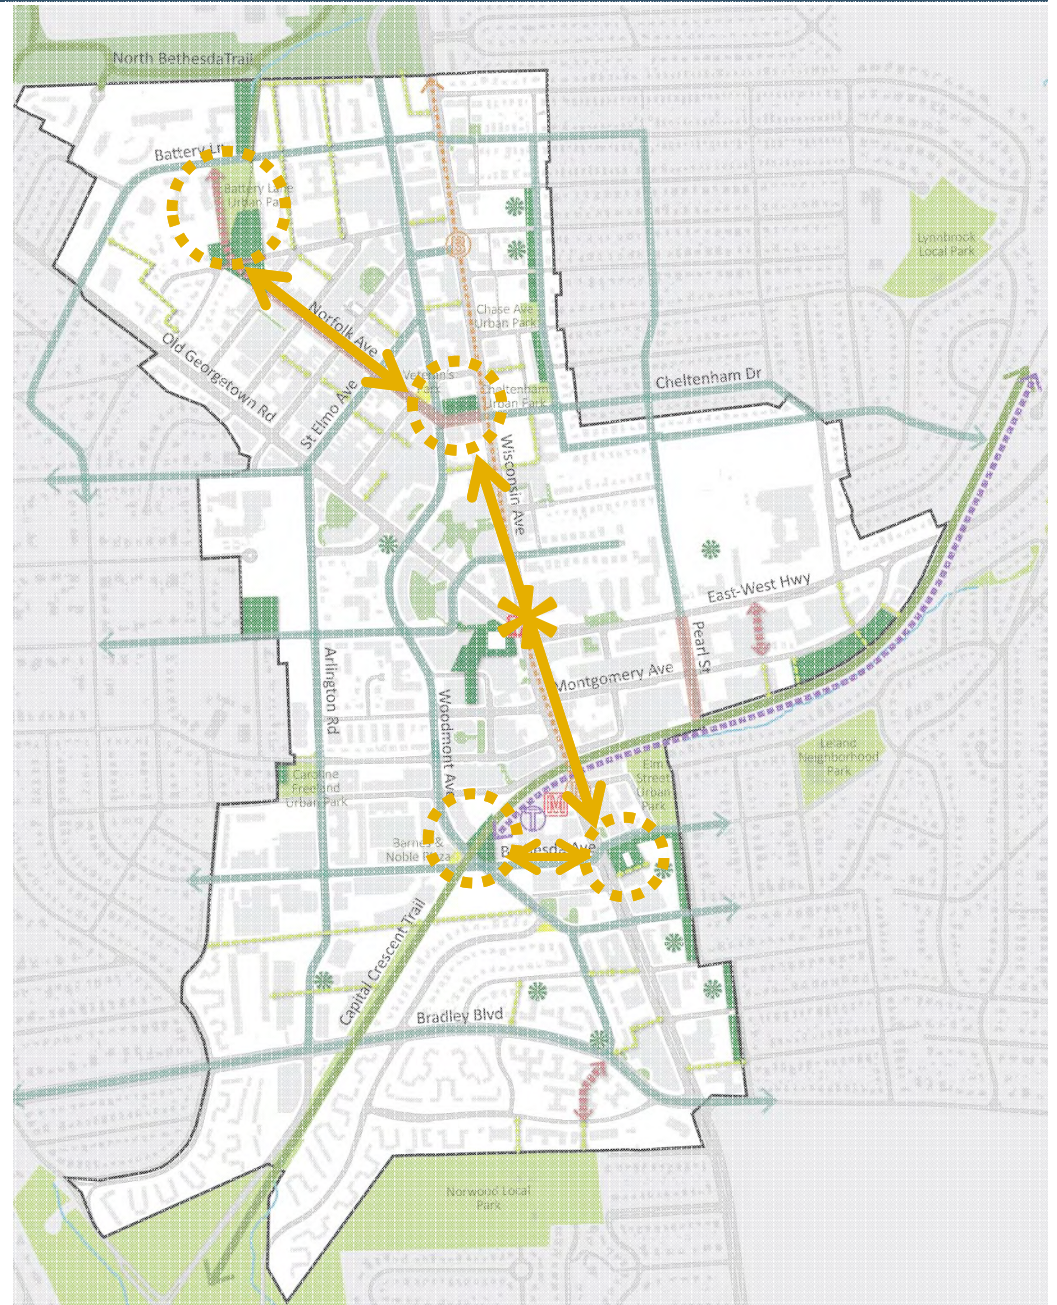 North BethesdaTrail
Battery Ln
Battery Lane
Urban Park
Lynnbrook
Local Park
Chase Ave
Urban Park
Norfolk Ave
Old Georgetown Rd
St Elmo Ave
Veteran's
Park
Cheltenham
Urban Park
Cheltenham Dr
Wisconsin Ave
East-West Hwy
Pearl St
Montgomery Ave
Arlington Rd
Woodmont Ave
Leland
Neighborhood
Park
Caroline
Freeland
Urban Park
Elm
Street
Urban
Park
M
T
Barnes &
Noble Plaza
Bethesda Ave
Capital Crescent Trail
Bradley Blvd
Norwood Local
Park